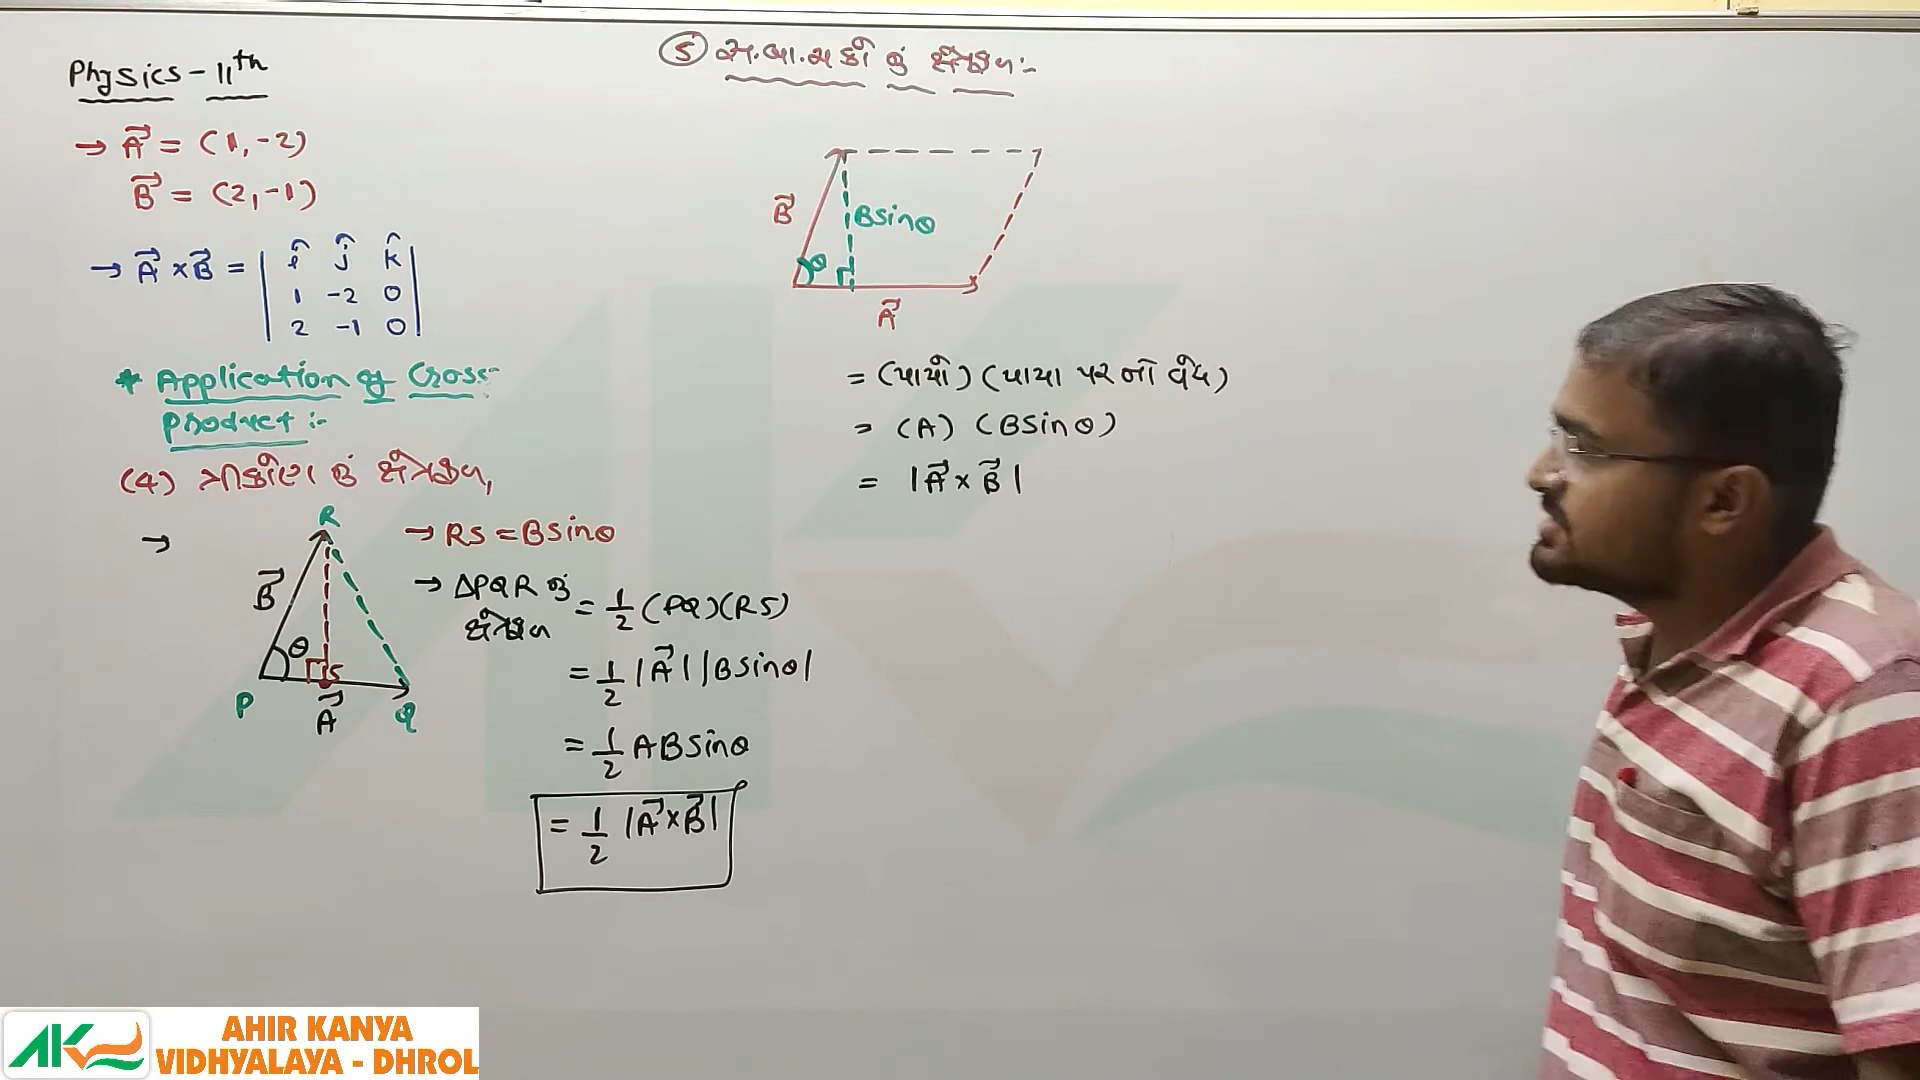 Physics - 11th
→ A⃗ = (1, -2)
B⃗ = (2, -1)
→ A⃗ × B⃗ = | î ĵ k̂ |
1 -2 0
2 -1 0
* Application of Cross-
Product :-
(4) ત્રીકોણ નું ક્ષેત્રફળ,
→
R
B⃗
θ
S
P
A⃗
Q
→ RS = Bsinθ
→ ΔPQR નું
ક્ષેત્રફળ
= 1/2 (PQ)(RS)
= 1/2 |A⃗| |Bsinθ|
= 1/2 ABsinθ
= 1/2 |A⃗ × B⃗|
⑤ સ.બા.ચ.કો નું ક્ષેત્રફળ :-
B⃗
Bsinθ
θ
A⃗
= (પાયો) (પાયા પર નો વેધ)
= (A) (Bsinθ)
= |A⃗ × B⃗|
AK
AHIR KANYA
VIDHYALAYA - DHROL